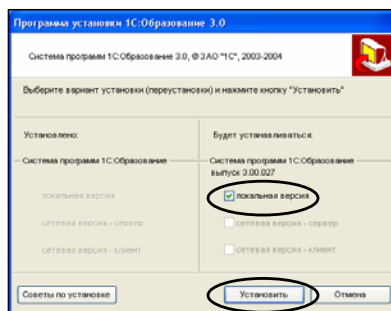 Программа установки 1С:Образование 3.0
Система программ 1С:Образование 3.0, © ЗАО "1С", 2003-2004
Выберите вариант установки (переустановки) и нажмите кнопку "Установить"
Установлено:
Будет устанавливаться:
Система программ 1С:Образование
Система программ 1С:Образование
выпуск 3.00.027
локальная версия
локальная версия
сетевая версия - сервер
сетевая версия - сервер
сетевая версия - клиент
сетевая версия - клиент
Советы по установке
Установить
Отмена